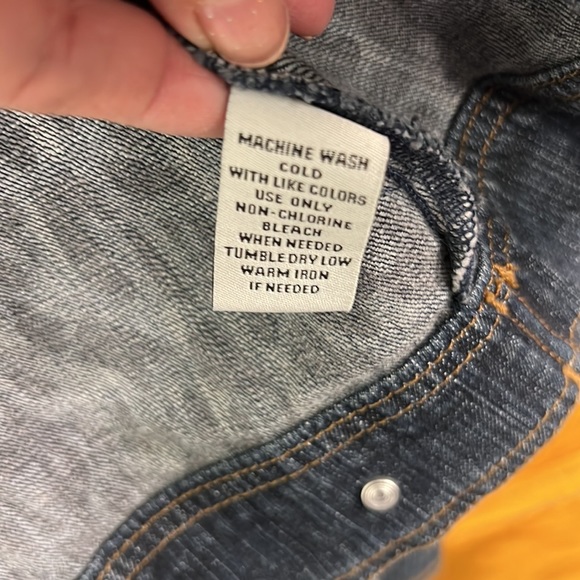 MACHINE WASH
COLD
WITH LIKE COLORS
USE ONLY
NON-CHLORINE
BLEACH
WHEN NEEDED
TUMBLE DRY LOW
WARM IRON
IF NEEDED